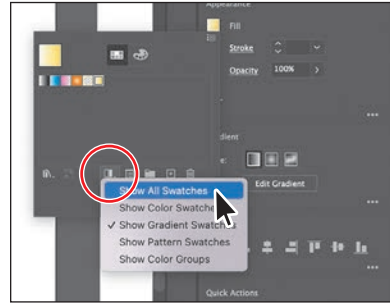 Appearance
Fill
Stroke
Opacity 100%
Edit Gradient
Show All Swatches
Show Color Swatches
✓ Show Gradient Swatches
Show Pattern Swatches
Show Color Groups
Quick Actions